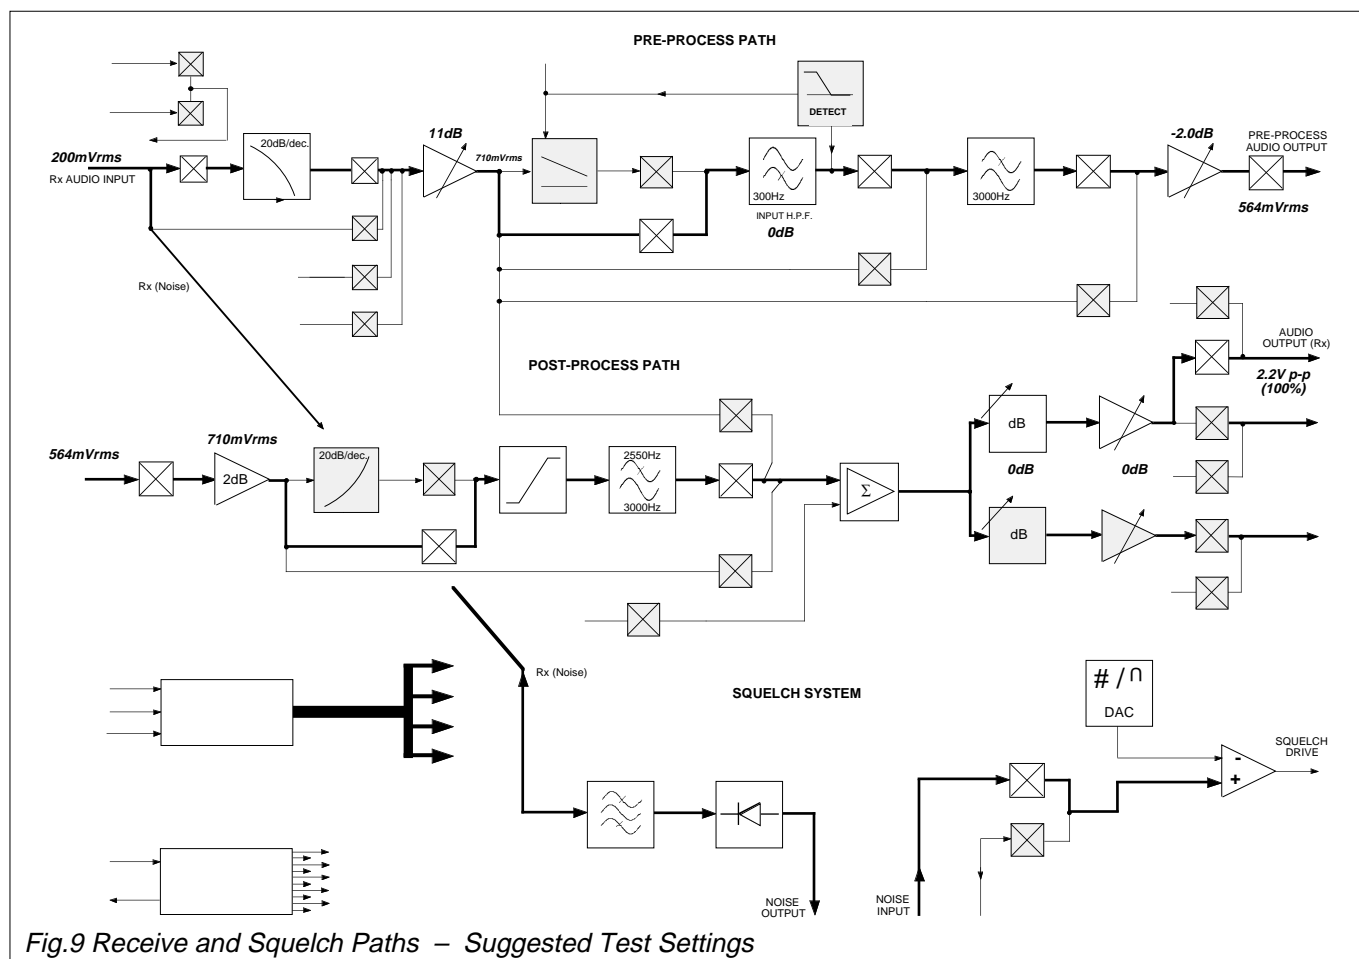 PRE-PROCESS PATH
DETECT
200mVrms
Rx AUDIO INPUT
20dB/dec.
11dB
710mVrms
300Hz
INPUT H.P.F.
0dB
3000Hz
-2.0dB
PRE-PROCESS
AUDIO OUTPUT
564mVrms
Rx (Noise)
POST-PROCESS PATH
AUDIO
OUTPUT (Rx)
2.2V p-p
(100%)
564mVrms
710mVrms
2dB
20dB/dec.
2550Hz
3000Hz
Σ
dB
0dB
0dB
dB
Rx (Noise)
SQUELCH SYSTEM
# / ∩
DAC
SQUELCH
DRIVE
-
+
NOISE
OUTPUT
NOISE
INPUT
Fig.9 Receive and Squelch Paths – Suggested Test Settings